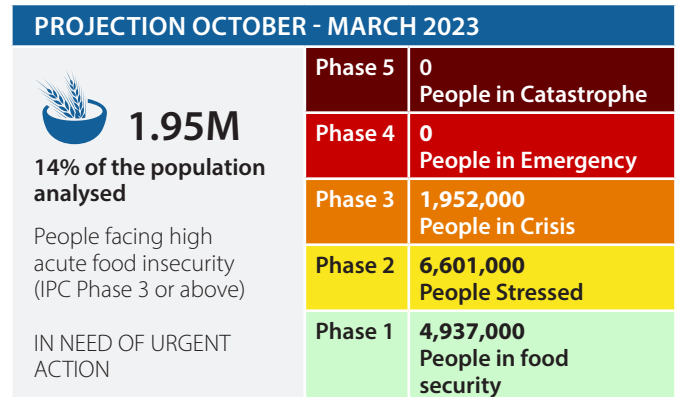 PROJECTION OCTOBER - MARCH 2023
1.95M
14% of the population
analysed
People facing high
acute food insecurity
(IPC Phase 3 or above)
IN NEED OF URGENT
ACTION
Phase 5
0
People in Catastrophe
Phase 4
0
People in Emergency
Phase 3
1,952,000
People in Crisis
Phase 2
6,601,000
People Stressed
Phase 1
4,937,000
People in food
security